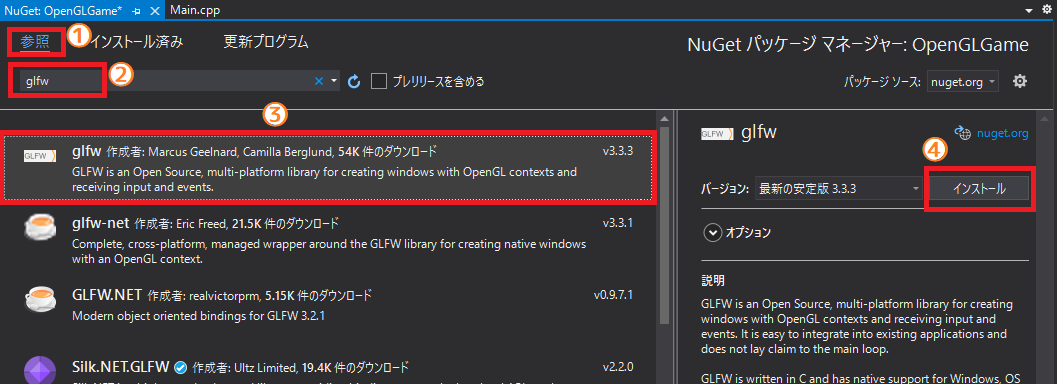 NuGet: OpenGLGame*
Main.cpp
① 参照 インストール済み 更新プログラム
NuGet パッケージ マネージャー: OpenGLGame
② glfw
プレリリースを含める
パッケージ ソース: nuget.org
③
glfw 作成者: Marcus Geelnard, Camilla Berglund, 54K 件のダウンロード v3.3.3
GLFW is an Open Source, multi-platform library for creating windows with OpenGL contexts and
receiving input and events.
glfw-net 作成者: Eric Freed, 21.5K 件のダウンロード v3.3.1
Complete, cross-platform, managed wrapper around the GLFW library for creating native windows
with an OpenGL context.
GLFW.NET 作成者: realvictorprm, 5.15K 件のダウンロード v0.9.7.1
Modern object oriented bindings for GLFW 3.2.1
Silk.NET.GLFW 作成者: Ultz Limited, 19.4K 件のダウンロード v2.2.0
GLFW glfw
nuget.org
④
バージョン: 最新の安定版 3.3.3 インストール
オプション
説明
GLFW is an Open Source, multi-platform library for creating
windows with OpenGL contexts and receiving input and
events. It is easy to integrate into existing applications and
does not lay claim to the main loop.
GLFW is written in C and has native support for Windows, OS